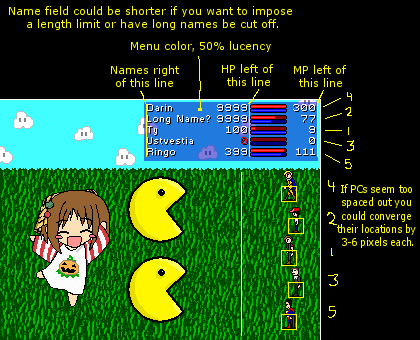 Name field could be shorter if you want to impose
a length limit or have long names be cut off.
Menu color, 50% lucency
Names right of this line
HP left of this line
MP left of this line
Darin 9999 300
Long Name? 9999 77
Ty 100 9
Ustvestia 0
Ringo 399 111
4
2
1
3
5
4
2
1
3
5
If PCs seem too
spaced out you
could converge
their locations by
3-6 pixels each.